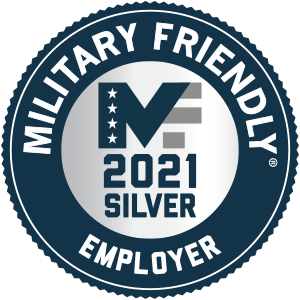 MILITARY FRIENDLY®
MF
2021
SILVER
EMPLOYER